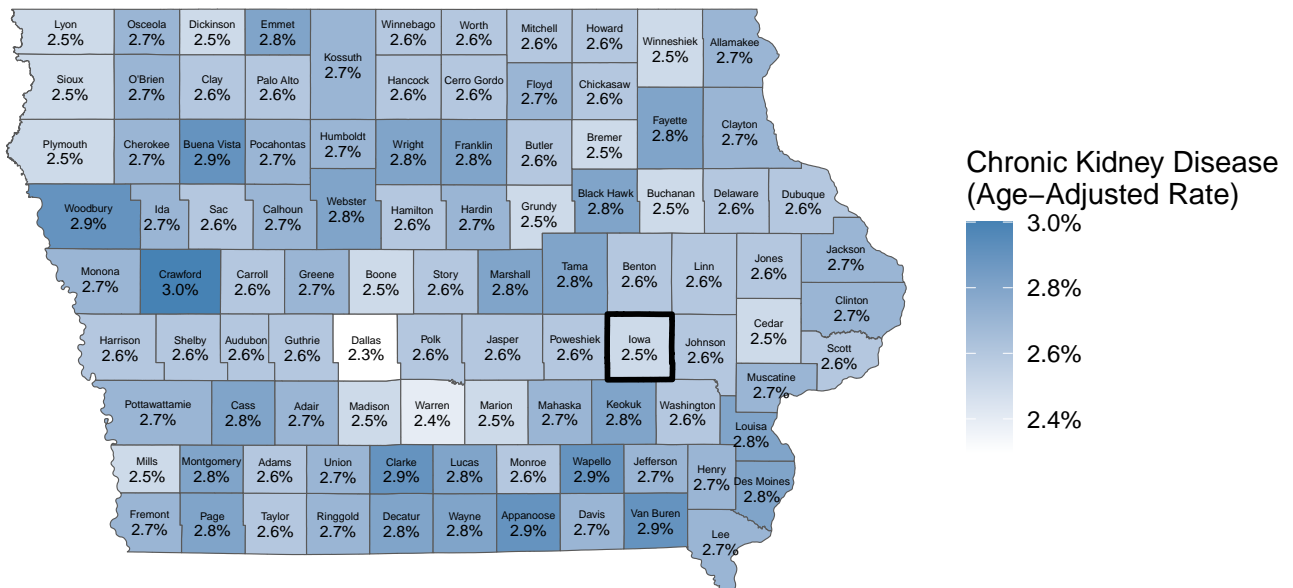 Lyon
2.5%
Osceola
2.7%
Dickinson
2.5%
Emmet
2.8%
Kossuth
2.7%
Winnebago
2.6%
Worth
2.6%
Mitchell
2.6%
Howard
2.6%
Winneshiek
2.5%
Allamakee
2.7%
Sioux
2.5%
O'Brien
2.7%
Clay
2.6%
Palo Alto
2.6%
Hancock
2.6%
Cerro Gordo
2.6%
Floyd
2.7%
Chickasaw
2.6%
Fayette
2.8%
Clayton
2.7%
Plymouth
2.5%
Cherokee
2.7%
Buena Vista
2.9%
Pocahontas
2.7%
Humboldt
2.7%
Wright
2.8%
Franklin
2.8%
Butler
2.6%
Bremer
2.5%
Woodbury
2.9%
Ida
2.7%
Sac
2.6%
Calhoun
2.7%
Webster
2.8%
Hamilton
2.6%
Hardin
2.7%
Grundy
2.5%
Black Hawk
2.8%
Buchanan
2.5%
Delaware
2.6%
Dubuque
2.6%
Monona
2.7%
Crawford
3.0%
Carroll
2.6%
Greene
2.7%
Boone
2.5%
Story
2.6%
Marshall
2.8%
Tama
2.8%
Benton
2.6%
Linn
2.6%
Jones
2.6%
Jackson
2.7%
Clinton
2.7%
Harrison
2.6%
Shelby
2.6%
Audubon
2.6%
Guthrie
2.6%
Dallas
2.3%
Polk
2.6%
Jasper
2.6%
Poweshiek
2.6%
Iowa
2.5%
Johnson
2.6%
Cedar
2.5%
Scott
2.6%
Muscatine
2.7%
Pottawattamie
2.7%
Cass
2.8%
Adair
2.7%
Madison
2.5%
Warren
2.4%
Marion
2.5%
Mahaska
2.7%
Keokuk
2.8%
Washington
2.6%
Louisa
2.8%
Mills
2.5%
Montgomery
2.8%
Adams
2.6%
Union
2.7%
Clarke
2.9%
Lucas
2.8%
Monroe
2.6%
Wapello
2.9%
Jefferson
2.7%
Henry
2.7%
Des Moines
2.8%
Fremont
2.7%
Page
2.8%
Taylor
2.6%
Ringgold
2.7%
Decatur
2.8%
Wayne
2.8%
Appanoose
2.9%
Davis
2.7%
Van Buren
2.9%
Lee
2.7%
Chronic Kidney Disease
(Age−Adjusted Rate)
3.0%
2.8%
2.6%
2.4%